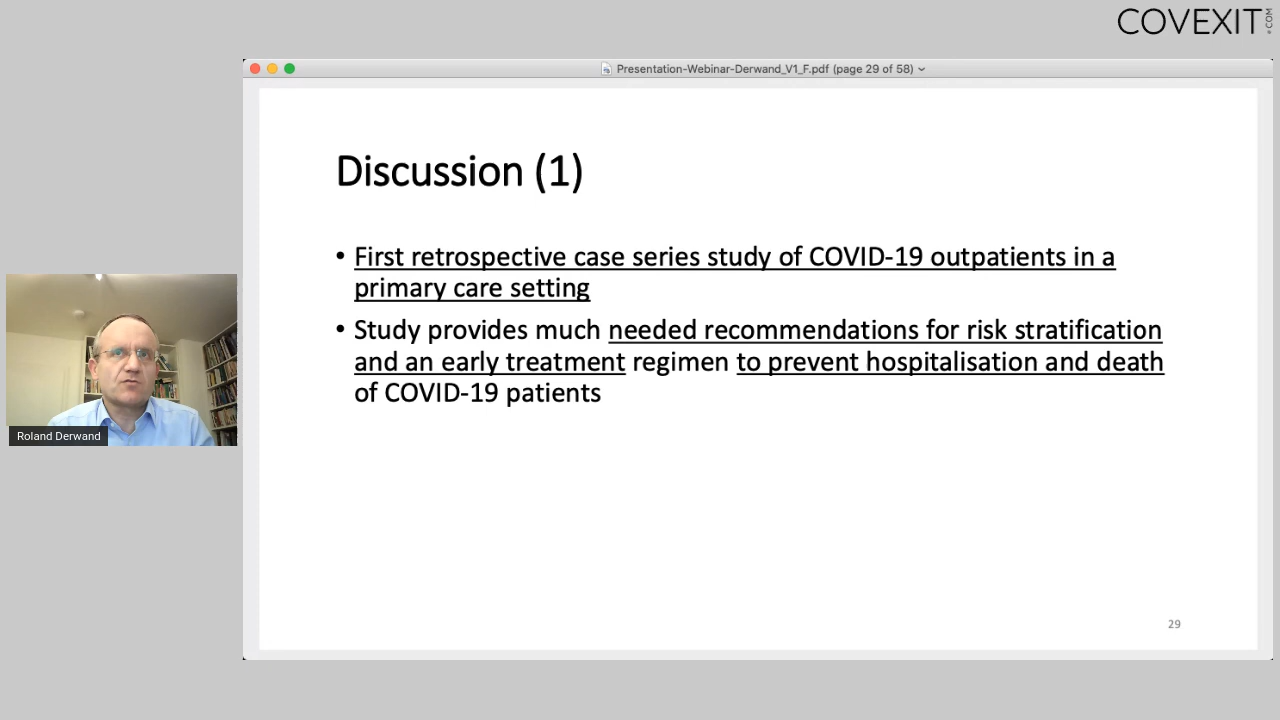 COVEXIT.COM
Presentation-Webinar-Derwand_V1_F.pdf (page 29 of 58)
Discussion (1)
• First retrospective case series study of COVID-19 outpatients in a
primary care setting
• Study provides much needed recommendations for risk stratification
and an early treatment regimen to prevent hospitalisation and death
of COVID-19 patients
29
Roland Derwand